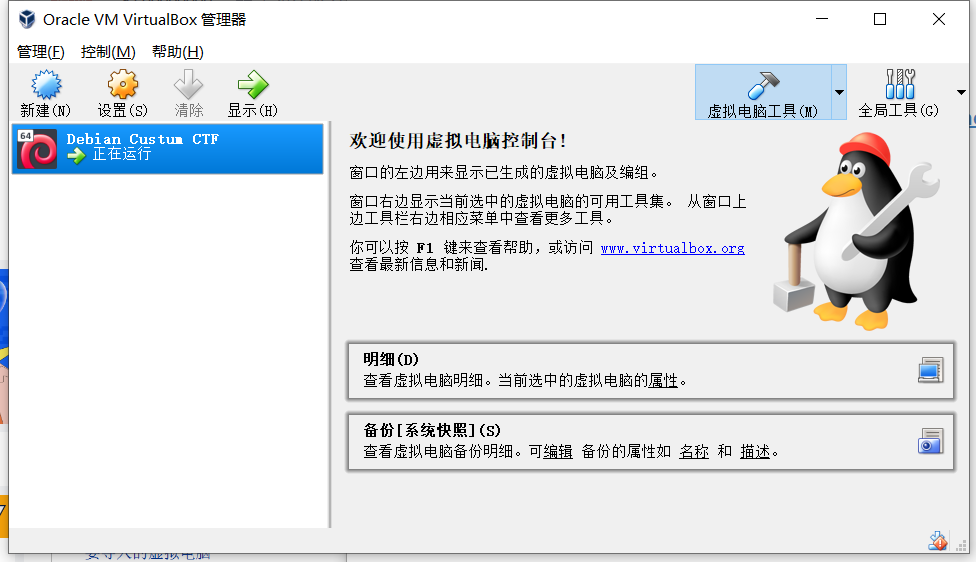 Oracle VM VirtualBox 管理器
管理(F) 控制(M) 帮助(H)
新建(N) 设置(S) 清除 显示(H) 虚拟电脑工具(M) 全局工具(G)
64 Debian Custum CTF
正在运行
欢迎使用虚拟电脑控制台!
窗口的左边用来显示已生成的虚拟电脑及编组。
窗口右边显示当前选中的虚拟电脑的可用工具集。 从窗口上
边工具栏右边相应菜单中查看更多工具。
你可以按 F1 键来查看帮助，或访问 www.virtualbox.org
查看最新信息和新闻.
明细(D)
查看虚拟电脑明细。当前选中的虚拟电脑的属性。
备份[系统快照](S)
查看虚拟电脑备份明细。可编辑 备份的属性如 名称 和 描述。